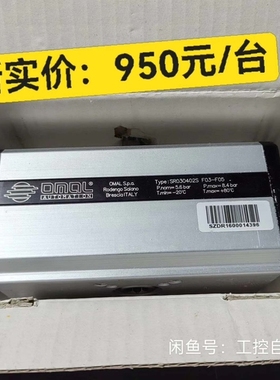 实价：950元/台
OMAL
AUTOMATION
OMAL S.p.a.
Rodengo Saiano
Brescia ITALY
Type: SR030402S F03-F05
P.nom= 5.6 bar P.max= 8.4 bar
T.min= -20°C T.max= +80°C
SZDR1600014396
闲鱼号：工控自